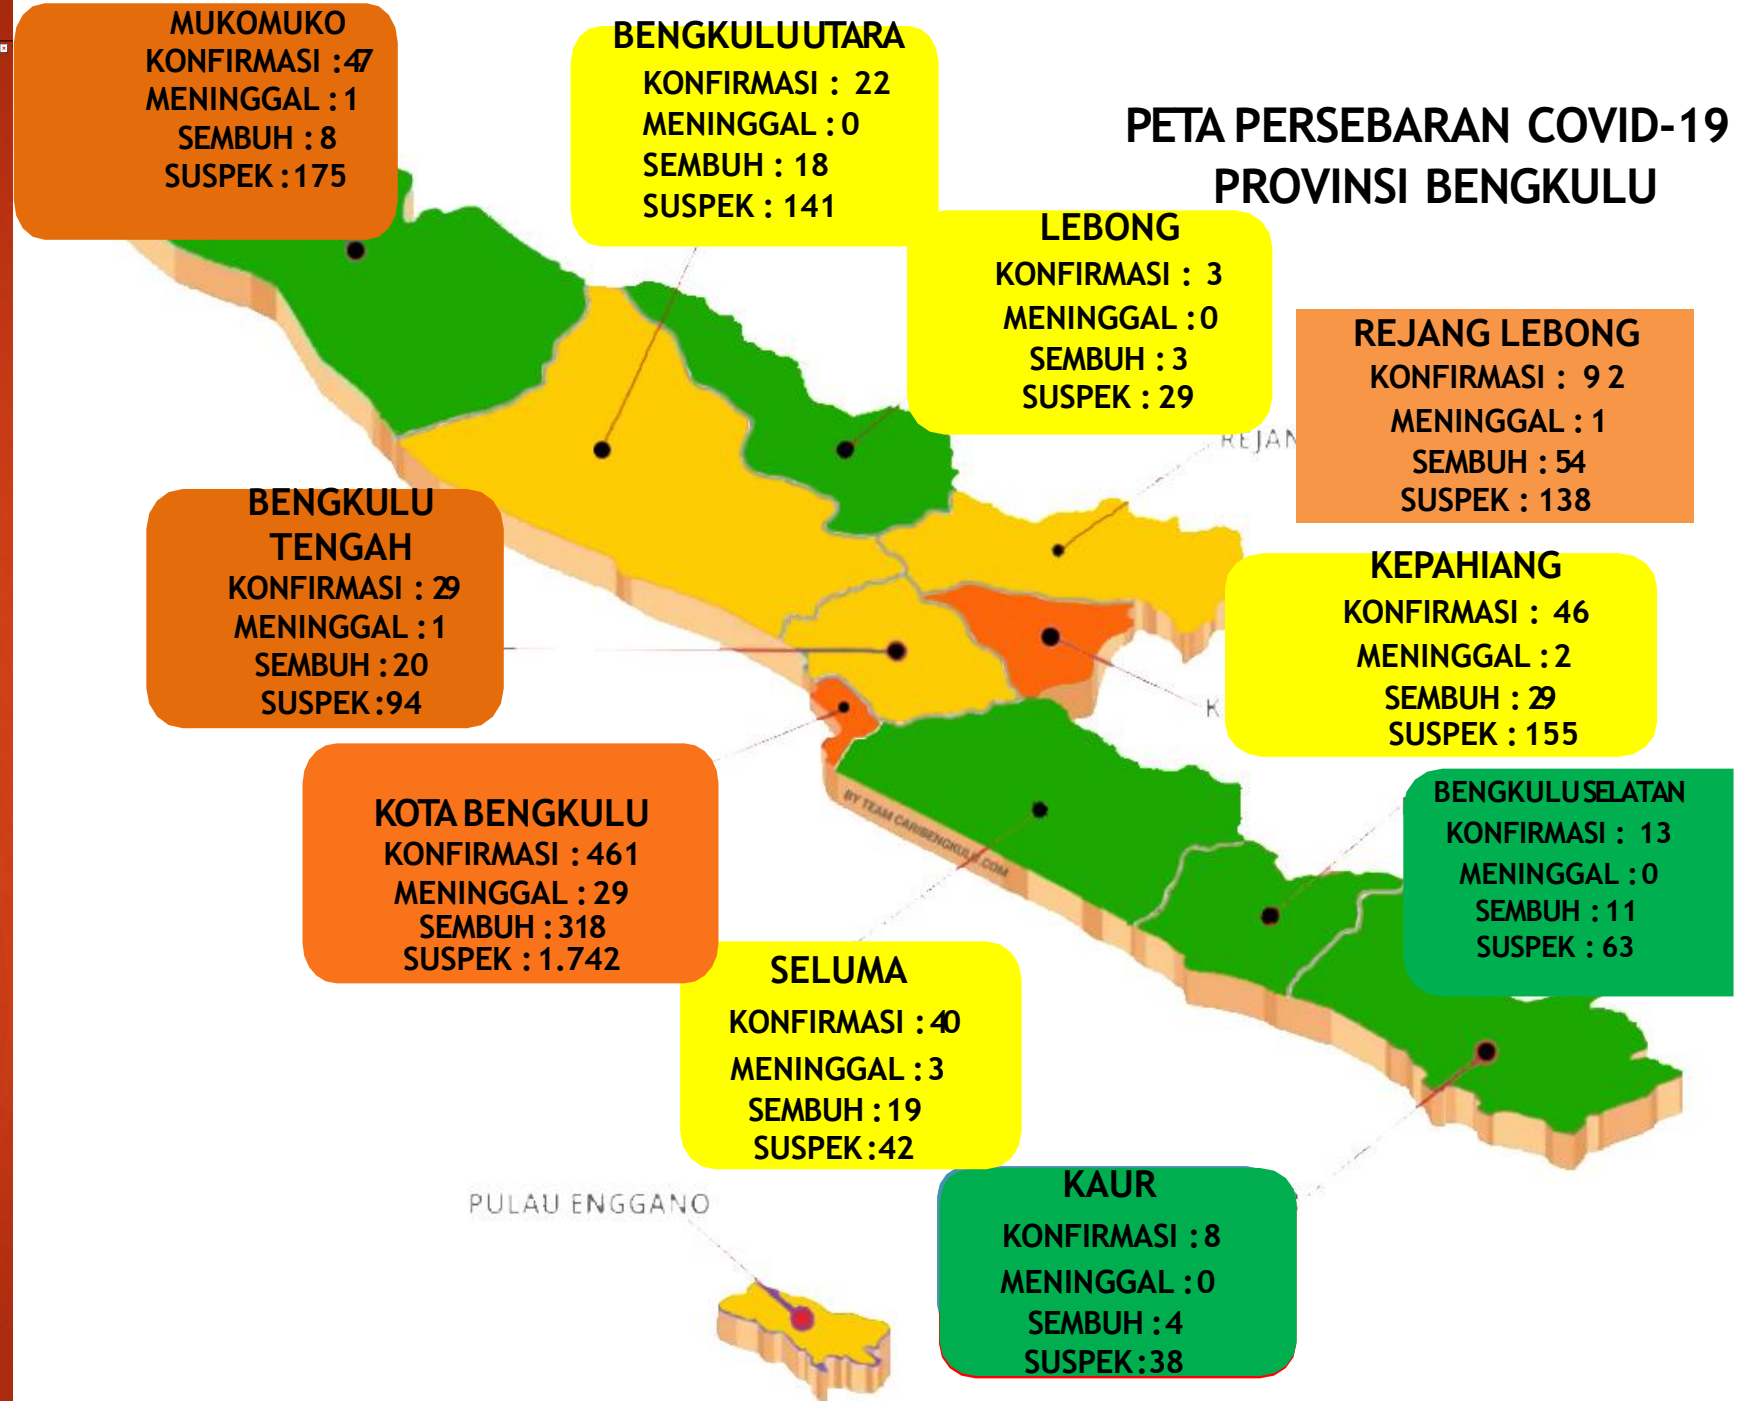 MUKOMUKO
KONFIRMASI : 47
MENINGGAL : 1
SEMBUH : 8
SUSPEK : 175
BENGKULU UTARA
KONFIRMASI : 22
MENINGGAL : 0
SEMBUH : 18
SUSPEK : 141
PETA PERSEBARAN COVID-19
PROVINSI BENGKULU
LEBONG
KONFIRMASI : 3
MENINGGAL : 0
SEMBUH : 3
SUSPEK : 29
REJAN
REJANG LEBONG
KONFIRMASI : 9 2
MENINGGAL : 1
SEMBUH : 54
SUSPEK : 138
BENGKULU
TENGAH
KONFIRMASI : 29
MENINGGAL : 1
SEMBUH : 20
SUSPEK : 94
KEPAHIANG
KONFIRMASI : 46
MENINGGAL : 2
SEMBUH : 29
SUSPEK : 155
K
KOTA BENGKULU
KONFIRMASI : 461
MENINGGAL : 29
SEMBUH : 318
SUSPEK : 1.742
BY TEAM CARIBENGKULU.COM
BENGKULU SELATAN
KONFIRMASI : 13
MENINGGAL : 0
SEMBUH : 11
SUSPEK : 63
SELUMA
KONFIRMASI : 40
MENINGGAL : 3
SEMBUH : 19
SUSPEK : 42
PULAU ENGGANO
KAUR
KONFIRMASI : 8
MENINGGAL : 0
SEMBUH : 4
SUSPEK : 38